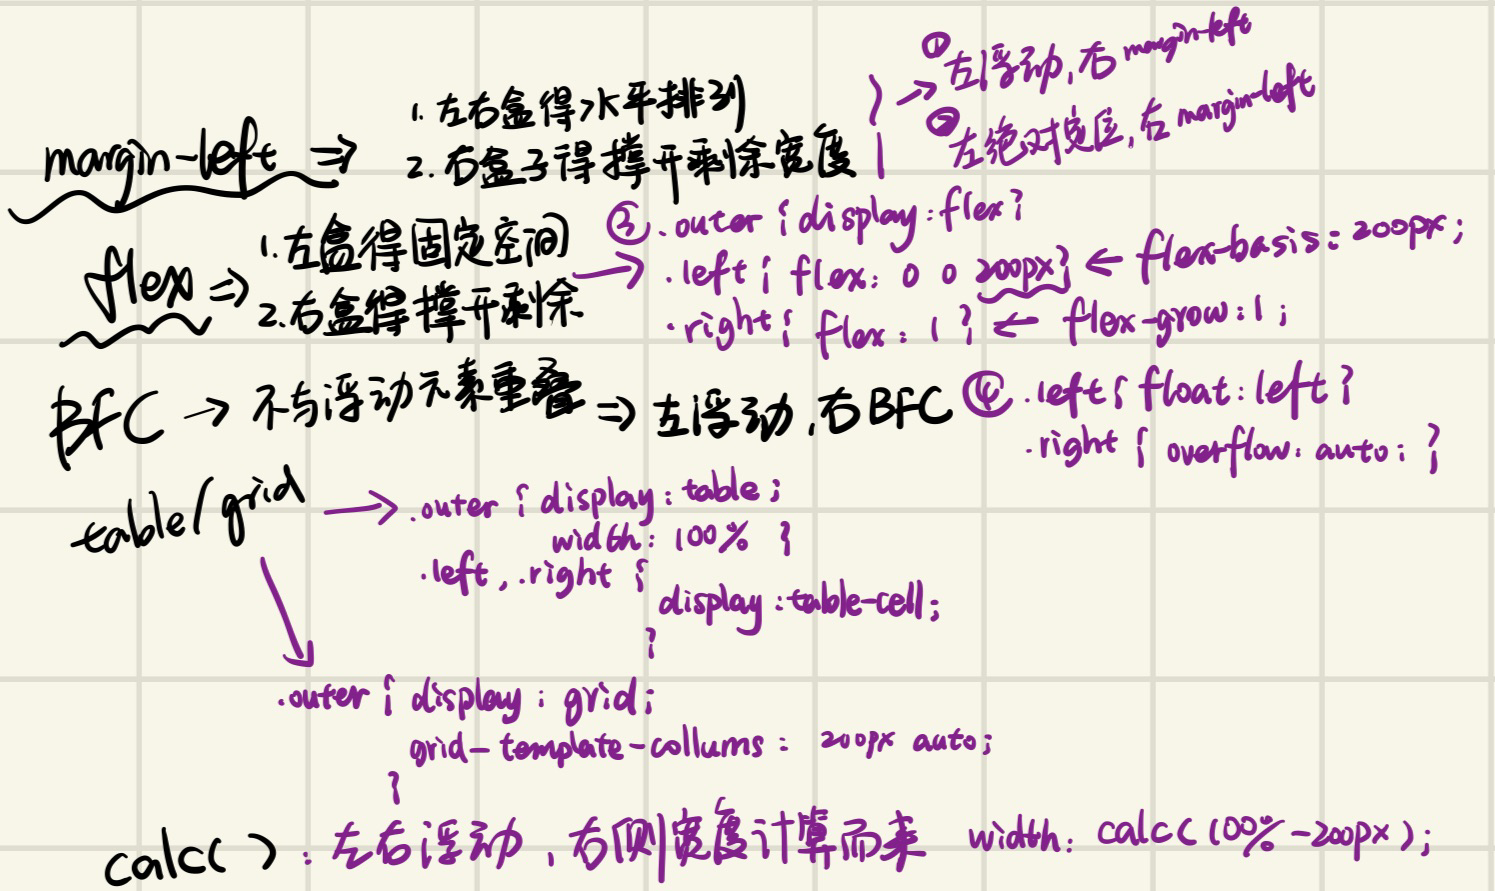 margin-left ⇒ 1. 左右盒得水平排列
2. 右盒子得撑开剩余宽度
→ ① 左浮动, 右 margin-left
② 左绝对定位, 右 margin-left
flex ⇒ 1. 左盒得固定空间
2. 右盒得撑开剩余
→ ③ .outer { display: flex }
.left { flex: 0 0 200px } ← flex-basis: 200px;
.right { flex: 1 } ← flex-grow: 1;
BFC → 不与浮动元素重叠 ⇒ 左浮动, 右BFC
④ .left { float: left }
.right { overflow: auto; }
table/grid → .outer { display: table;
width: 100% }
.left, .right {
display: table-cell;
}
.outer { display: grid;
grid-template-collums: 200px auto;
}
calc( ): 左右浮动, 右侧宽度计算而来 width: calc(100%-200px);